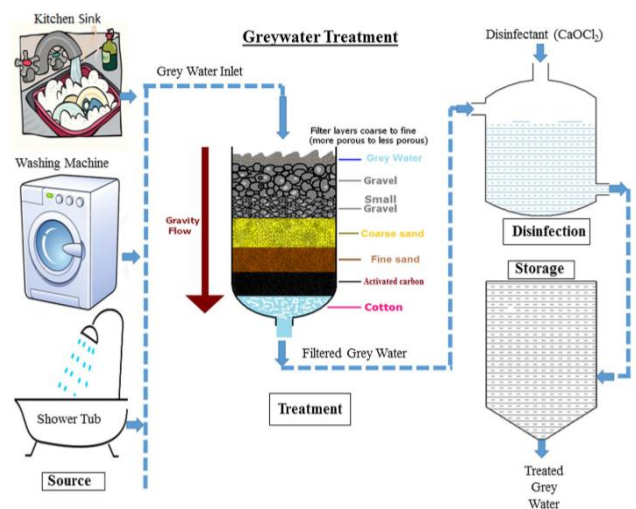 Kitchen Sink
Greywater Treatment
Disinfectant (CaOCl₂)
Grey Water Inlet
Filter layers coarse to fine
(more porous to less porous)
Grey Water
Washing Machine
Gravel
Small
Gravel
Gravity
Flow
Coarse sand
Disinfection
Fine sand
Storage
Activated carbon
Cotton
Filtered Grey Water
Shower Tub
Treatment
Source
Treated
Grey
Water